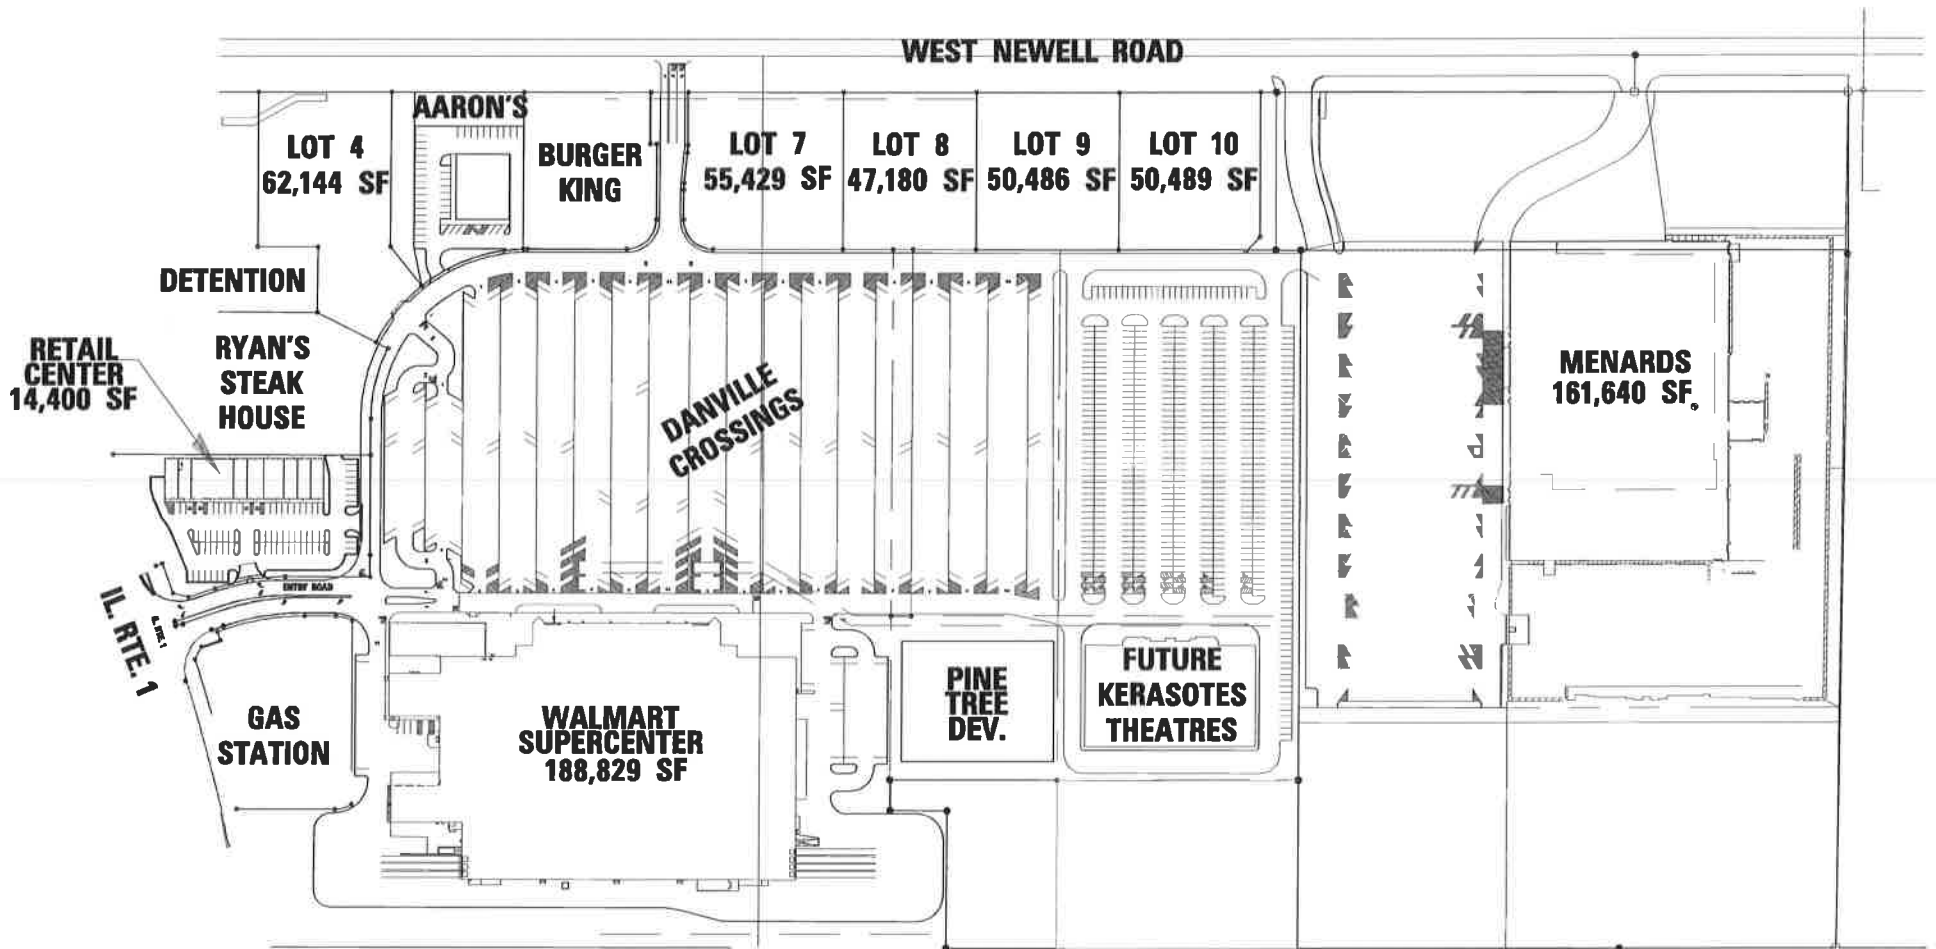 WEST NEWELL ROAD
AARON'S
LOT 4
62,144 SF
BURGER
KING
LOT 7
55,429 SF
LOT 8
47,180 SF
LOT 9
50,486 SF
LOT 10
50,489 SF
DETENTION
RETAIL
CENTER
14,400 SF
RYAN'S
STEAK
HOUSE
DANVILLE
CROSSINGS
MENARDS
161,640 SF.
ENTRY ROAD
IL. RTE. 1
IL. RTE. 1
GAS
STATION
WALMART
SUPERCENTER
188,829 SF
PINE
TREE
DEV.
FUTURE
KERASOTES
THEATRES